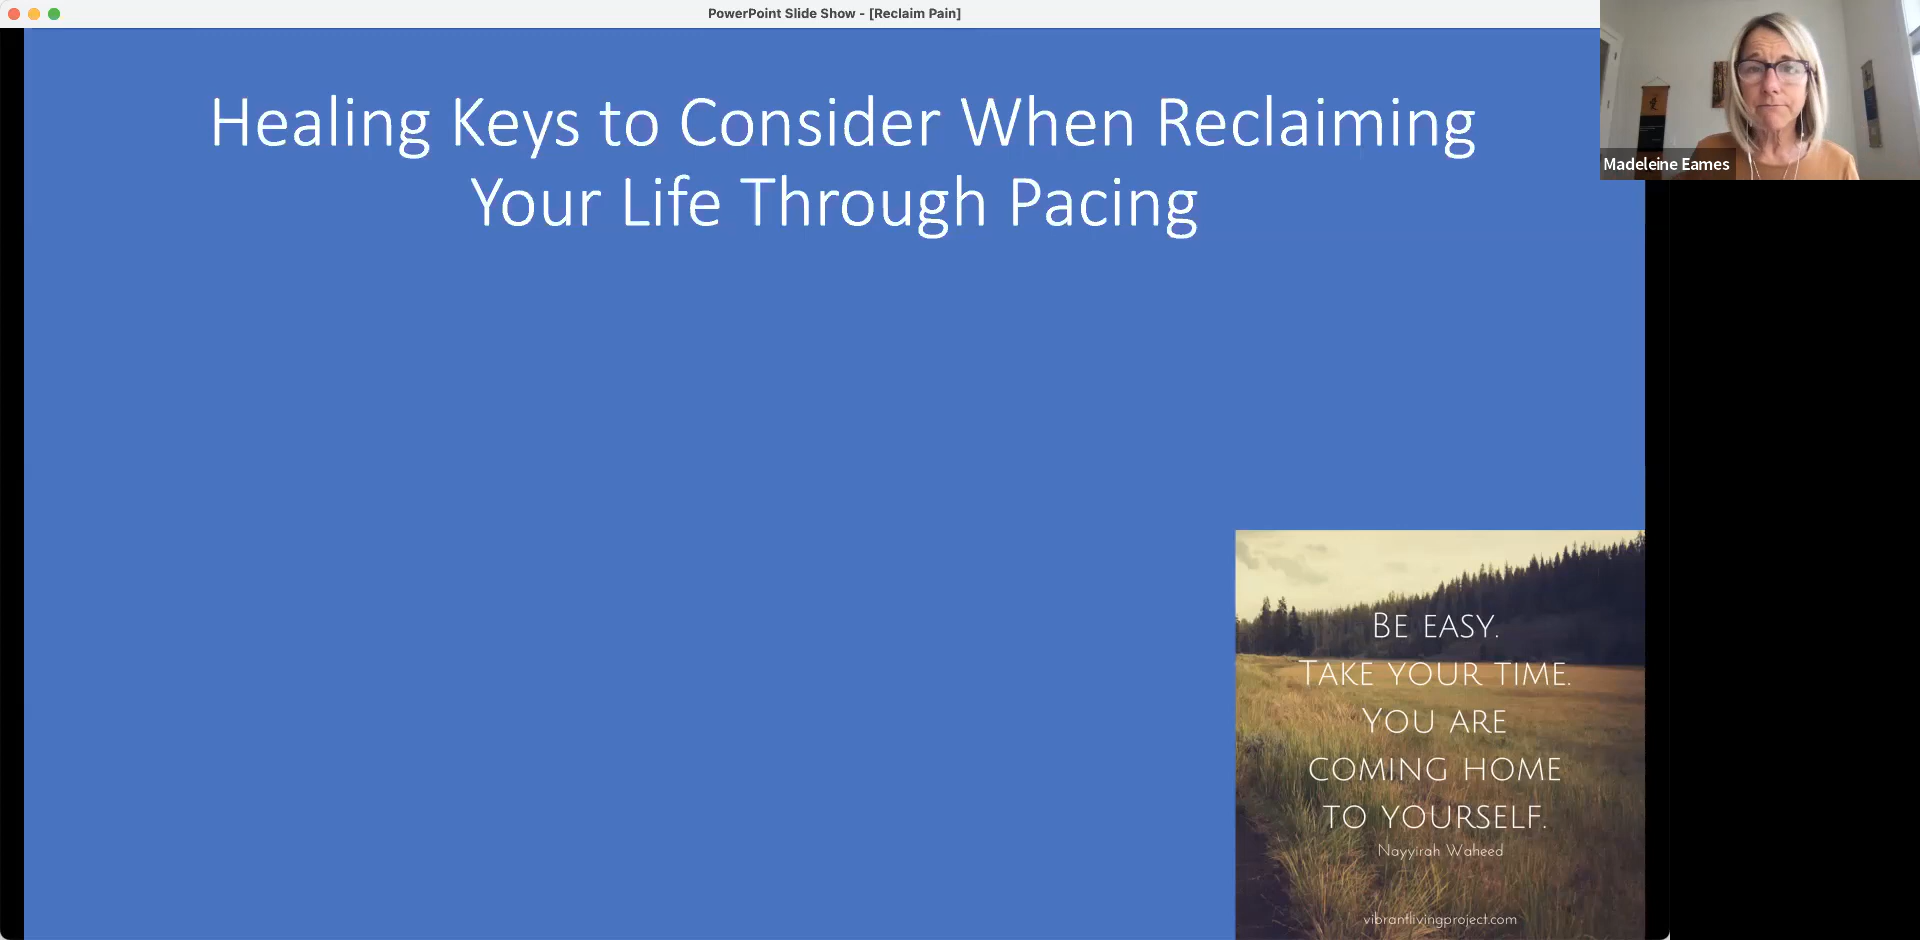 PowerPoint Slide Show - [Reclaim Pain]
Healing Keys to Consider When Reclaiming
Your Life Through Pacing
Madeleine Eames
BE EASY.
TAKE YOUR TIME.
YOU ARE
COMING HOME
TO YOURSELF.
Nayyirah Waheed
vibrantlivingproject.com